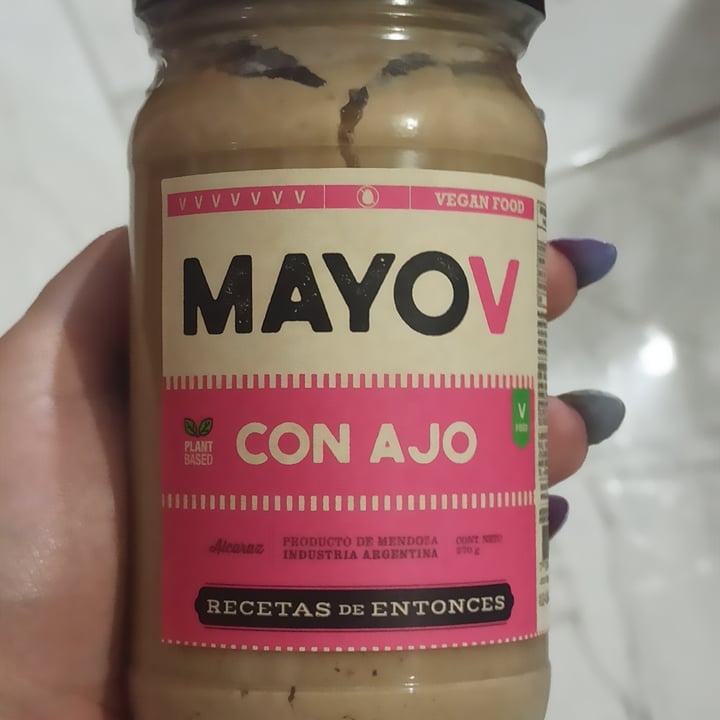 V V V V V V V VEGAN FOOD
MAYOV
PLANT
BASED
CON AJO
V
FOOD
Alcaraz
PRODUCTO DE MENDOZA
INDUSTRIA ARGENTINA
CONT. NETO
270 g
RECETAS DE ENTONCES